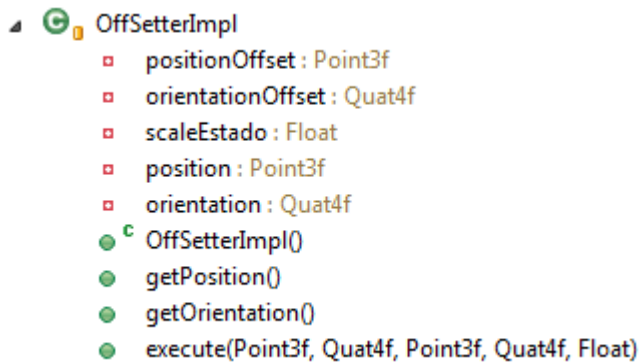 OffSetterImpl
positionOffset : Point3f
orientationOffset : Quat4f
scaleEstado : Float
position : Point3f
orientation : Quat4f
C OffSetterImpl()
getPosition()
getOrientation()
execute(Point3f, Quat4f, Point3f, Quat4f, Float)